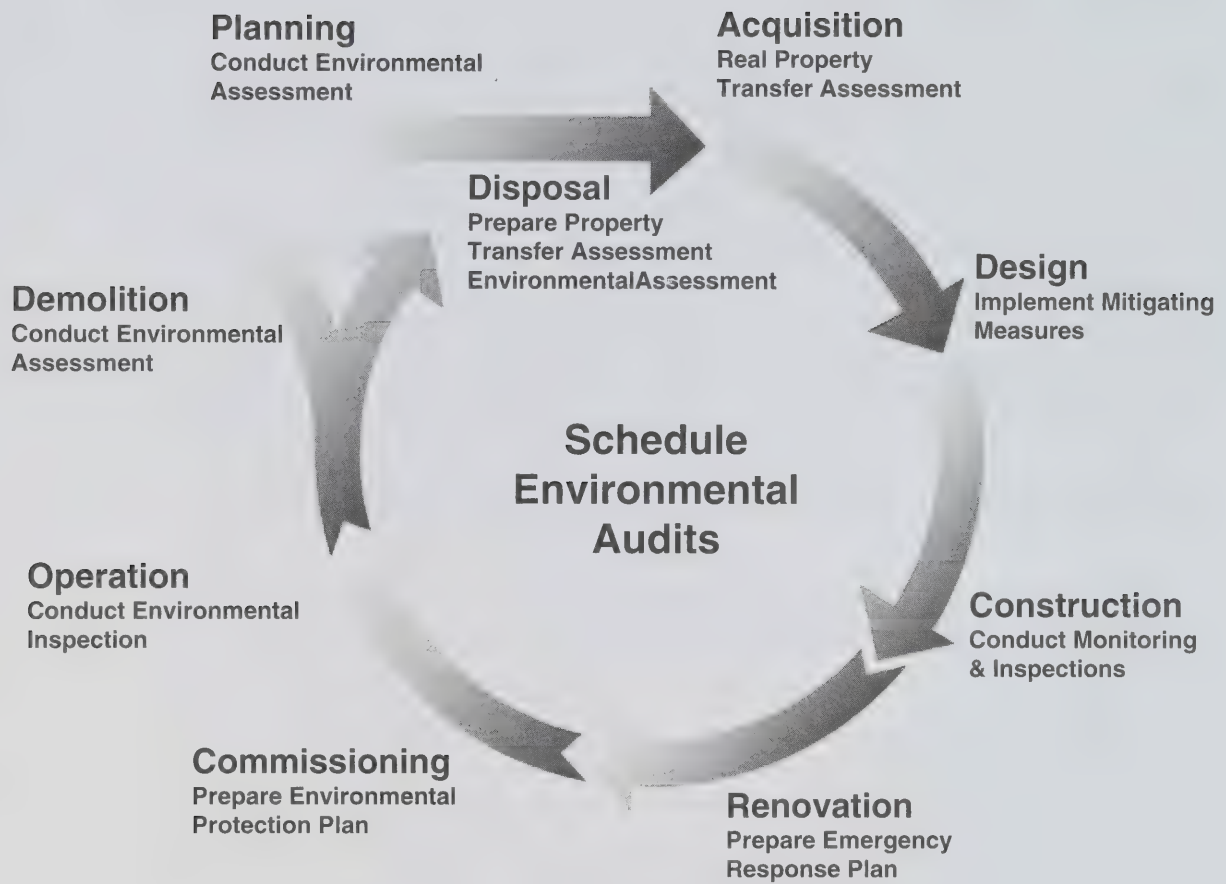 Planning
Conduct Environmental
Assessment
Acquisition
Real Property
Transfer Assessment
Design
Implement Mitigating
Measures
Construction
Conduct Monitoring
& Inspections
Renovation
Prepare Emergency
Response Plan
Commissioning
Prepare Environmental
Protection Plan
Operation
Conduct Environmental
Inspection
Demolition
Conduct Environmental
Assessment
Disposal
Prepare Property
Transfer Assessment
EnvironmentalAssessment
Schedule
Environmental
Audits